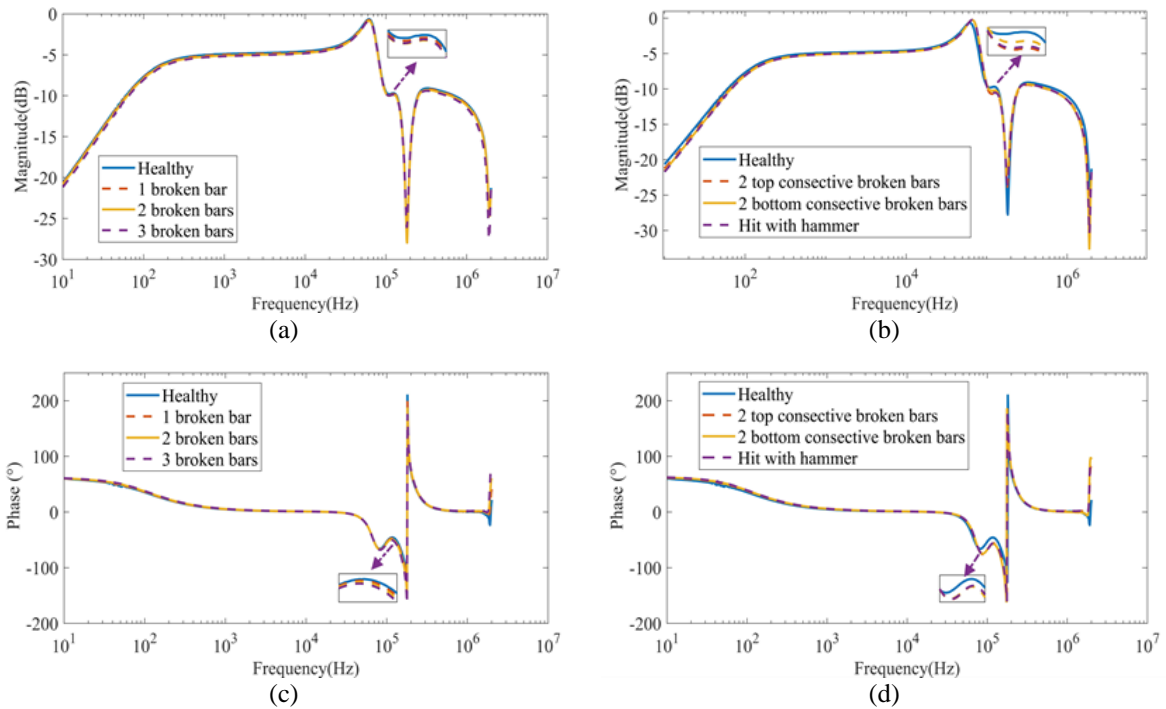 0
-5
-10
-15
-20
-25
-30
Magnitude(dB)
Healthy
1 broken bar
2 broken bars
3 broken bars
10^1 10^2 10^3 10^4 10^5 10^6 10^7
Frequency(Hz)
(a)
0
-5
-10
-15
-20
-25
-30
Magnitude(dB)
Healthy
2 top consective broken bars
2 bottom consective broken bars
Hit with hammer
10^2 10^4 10^6
Frequency(Hz)
(b)
200
100
0
-100
-200
Phase (°)
Healthy
1 broken bar
2 broken bars
3 broken bars
10^1 10^2 10^3 10^4 10^5 10^6 10^7
Frequency(Hz)
(c)
200
100
0
-100
-200
Phase (°)
Healthy
2 top consective broken bars
2 bottom consective broken bars
Hit with hammer
10^1 10^2 10^3 10^4 10^5 10^6 10^7
Frequency(Hz)
(d)